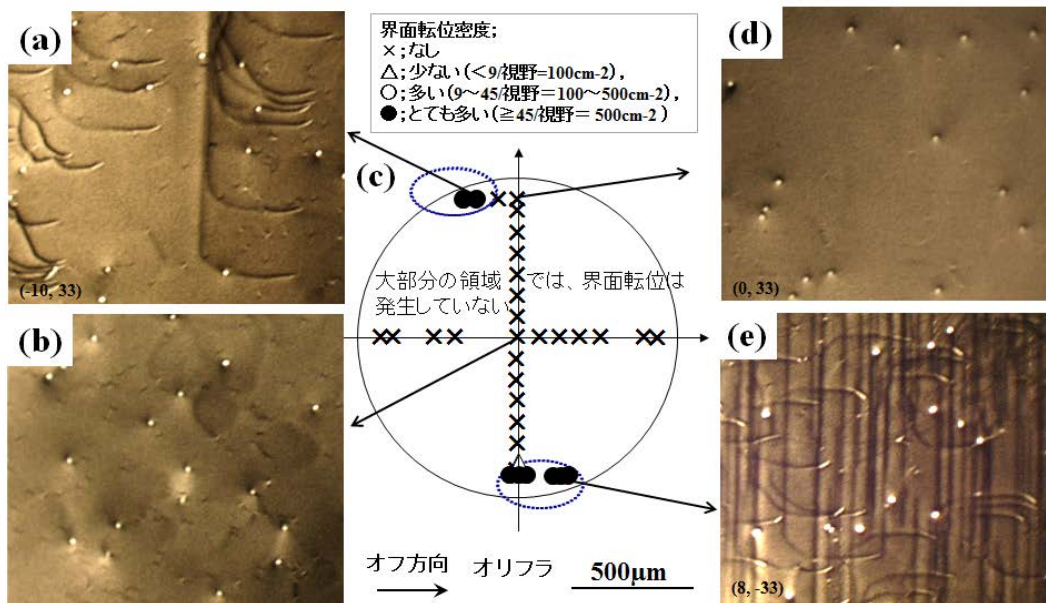 (a)
(-10, 33)
(b)
界面転位密度；
×；なし
△；少ない（＜9/視野=100cm-2），
○；多い（9～45/視野＝100～500cm-2），
●；とても多い（≧45/視野＝ 500cm-2 ）
(c)
大部分の領域では、界面転位は
発生していない
オフ方向
オリフラ
500μm
(d)
(0, 33)
(e)
(8, -33)